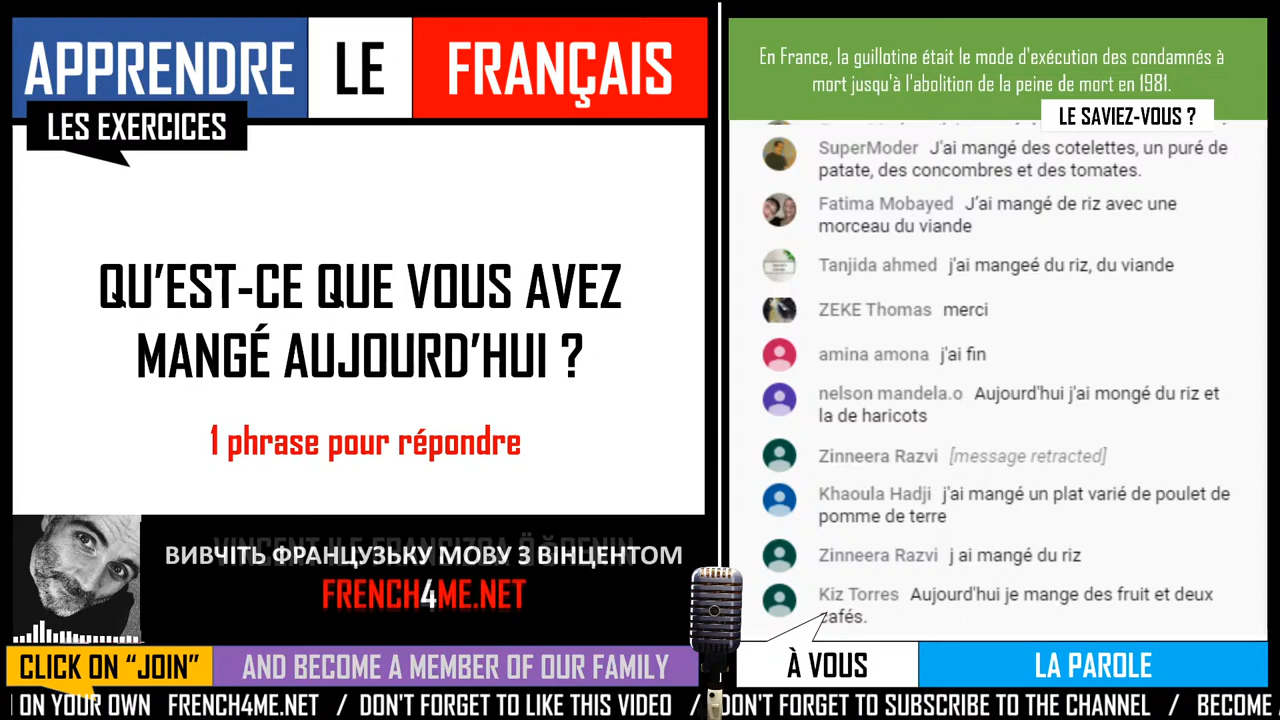 APPRENDRE LE FRANÇAIS
LES EXERCICES
QU'EST-CE QUE VOUS AVEZ
MANGÉ AUJOURD'HUI ?
1 phrase pour répondre
ВИВЧІТЬ ФРАНЦУЗЬКУ МОВУ З ВІНЦЕНТОМ
FRENCH4ME.NET
CLICK ON “JOIN”
AND BECOME A MEMBER OF OUR FAMILY
En France, la guillotine était le mode d'exécution des condamnés à
mort jusqu'à l'abolition de la peine de mort en 1981.
LE SAVIEZ-VOUS ?
SuperModer J'ai mangé des cotelettes, un puré de
patate, des concombres et des tomates.
Fatima Mobayed J'ai mangé de riz avec une
morceau du viande
Tanjida ahmed j'ai mangeé du riz, du viande
ZEKE Thomas merci
amina amona j'ai fin
nelson mandela.o Aujourd'hui j'ai mongé du riz et
la de haricots
Zinneera Razvi [message retracted]
Khaoula Hadji j'ai mangé un plat varié de poulet de
pomme de terre
Zinneera Razvi j ai mangé du riz
Kiz Torres Aujourd'hui je mange des fruit et deux
cafés.
À VOUS
LA PAROLE
ON YOUR OWN FRENCH4ME.NET / DON'T FORGET TO LIKE THIS VIDEO / DON'T FORGET TO SUBSCRIBE TO THE CHANNEL / BECOME